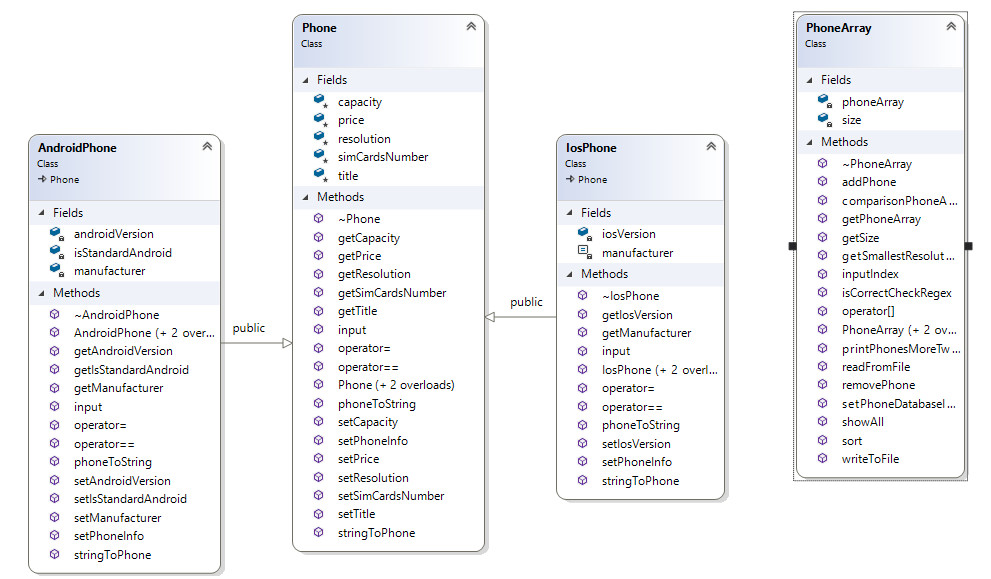 AndroidPhone
Class
Phone
Fields
androidVersion
isStandardAndroid
manufacturer
Methods
~AndroidPhone
AndroidPhone (+ 2 over...
getAndroidVersion
getIsStandardAndroid
getManufacturer
input
operator=
operator==
phoneToString
setAndroidVersion
setIsStandardAndroid
setManufacturer
setPhoneInfo
stringToPhone
public
Phone
Class
Fields
capacity
price
resolution
simCardsNumber
title
Methods
~Phone
getCapacity
getPrice
getResolution
getSimCardsNumber
getTitle
input
operator=
operator==
Phone (+ 2 overloads)
phoneToString
setCapacity
setPhoneInfo
setPrice
setResolution
setSimCardsNumber
setTitle
stringToPhone
public
IosPhone
Class
Phone
Fields
iosVersion
manufacturer
Methods
~IosPhone
getIosVersion
getManufacturer
input
IosPhone (+ 2 overl...
operator=
operator==
phoneToString
setIosVersion
setPhoneInfo
stringToPhone
PhoneArray
Class
Fields
phoneArray
size
Methods
~PhoneArray
addPhone
comparisonPhoneA...
getPhoneArray
getSize
getSmallestResolut...
inputIndex
isCorrectCheckRegex
operator[]
PhoneArray (+ 2 ov...
printPhonesMoreTw...
readFromFile
removePhone
setPhoneDatabaseI...
showAll
sort
writeToFile